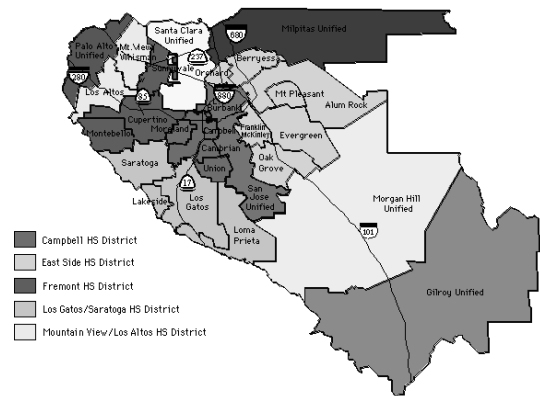 Milpitas Unified
680
Santa Clara
Unified
Palo Alto
Unified
Mt. View
Whisman
237
Berryessa
280
Sunnyvale
Orchard
Los Altos
85
880
Mt Pleasant
Alum Rock
Burbank
Cupertino
Montebello
Moreland
Campbell
Franklin
McKinley
Evergreen
Cambrian
Saratoga
Union
Oak
Grove
17
San
Jose
Unified
Lakeside
Los
Gatos
Morgan Hill
Unified
Loma
Prieta
101
Campbell HS District
East Side HS District
Fremont HS District
Los Gatos/Saratoga HS District
Mountain View/Los Altos HS District
Gilroy Unified